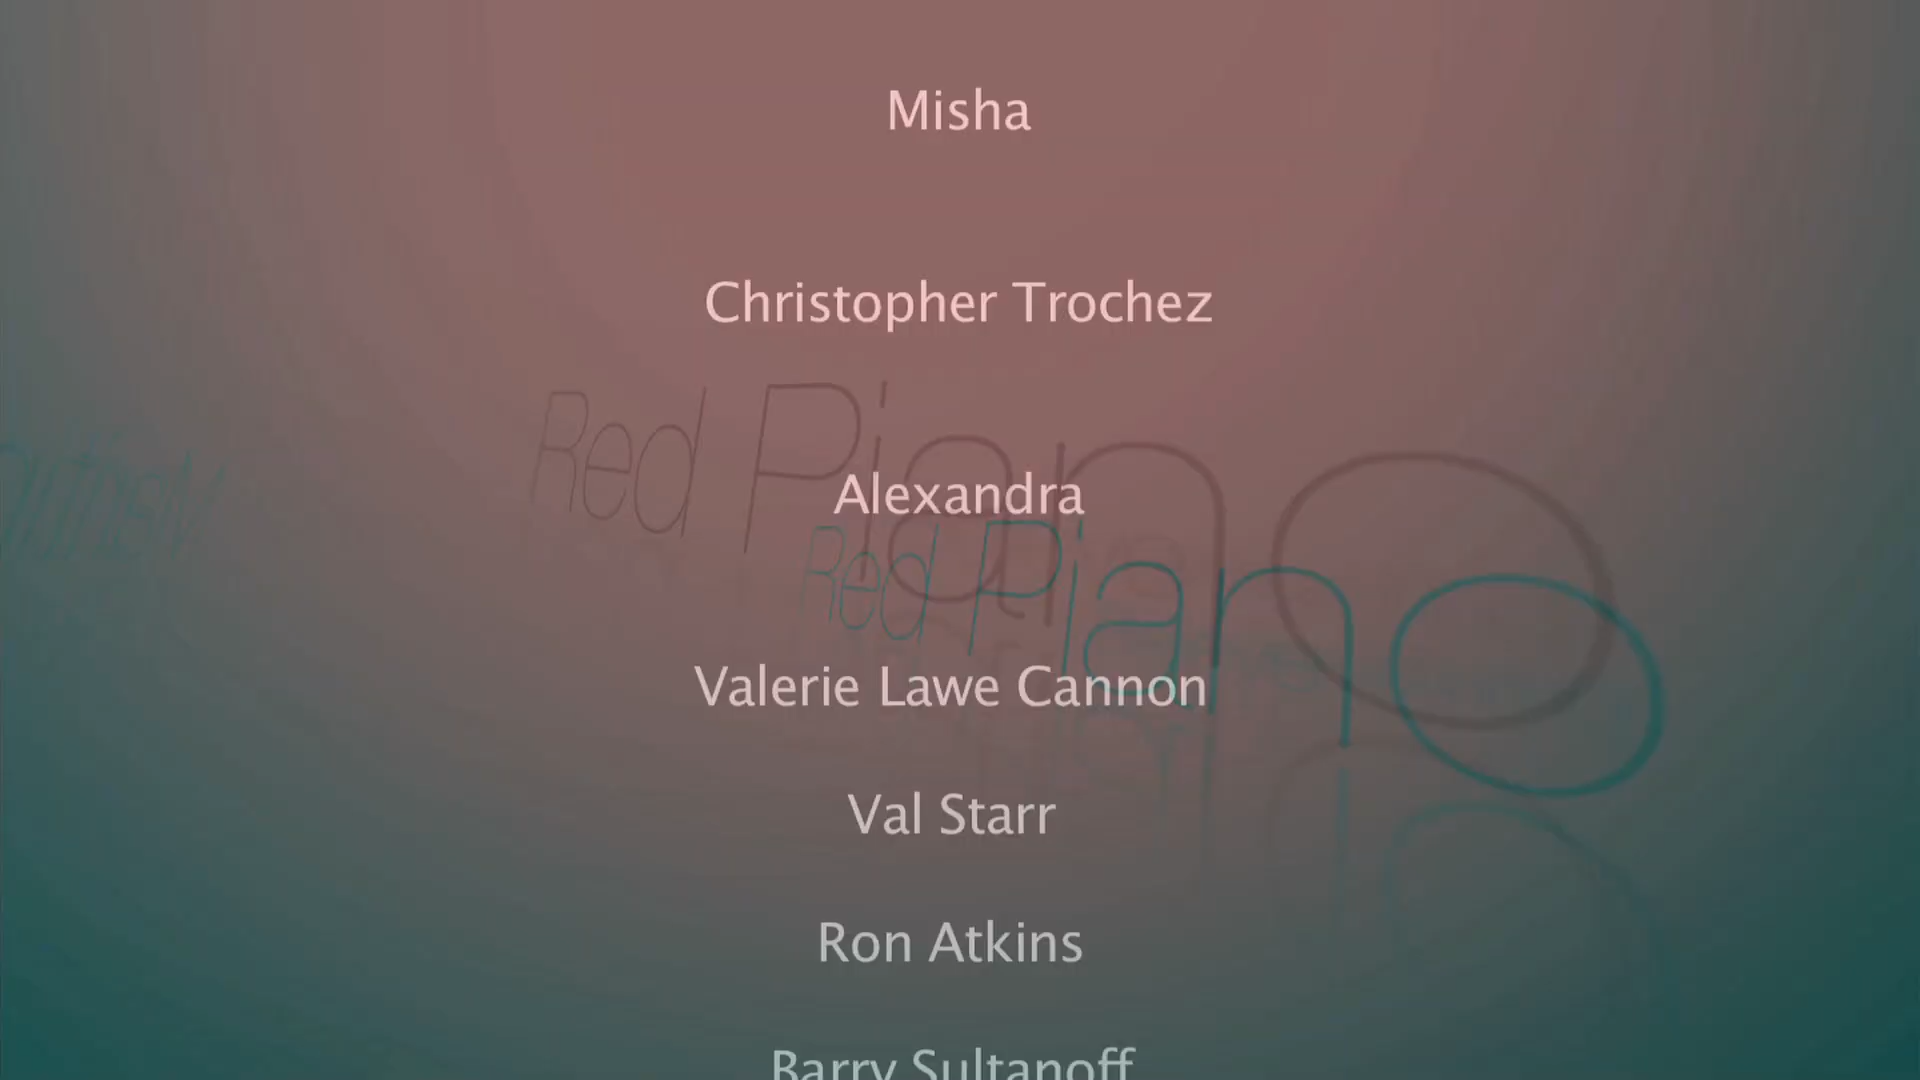 Misha
Christopher Trochez
Red Piano
Alexandra
Red Piano
Valerie Lawe Cannon
Val Starr
Ron Atkins
Barry Sultanoff